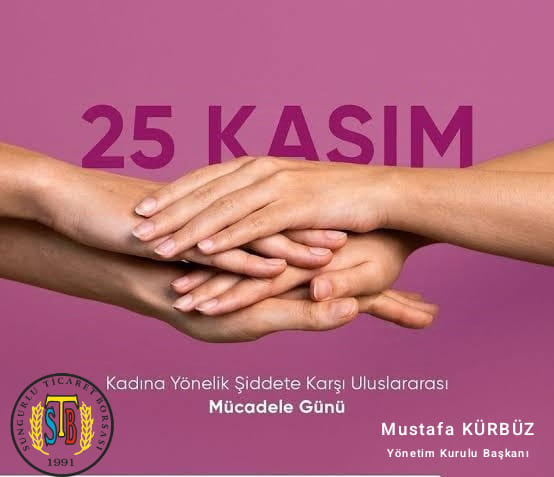 25 KASIM
Kadına Yönelik Şiddete Karşı Uluslararası
Mücadele Günü
SUNGURLU TİCARET BORSASI
STB
1991
Mustafa KÜRBÜZ
Yönetim Kurulu Başkanı